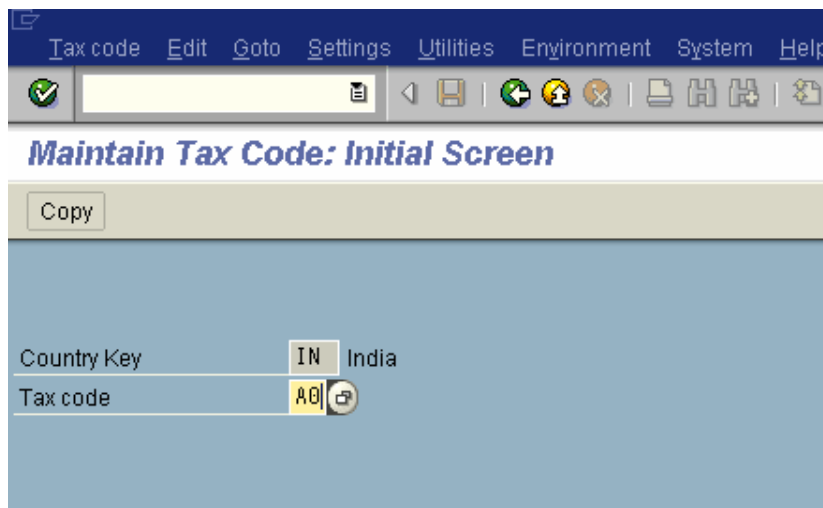 Tax code Edit Goto Settings Utilities Environment System Help
Maintain Tax Code: Initial Screen
Copy
Country Key IN India
Tax code A0